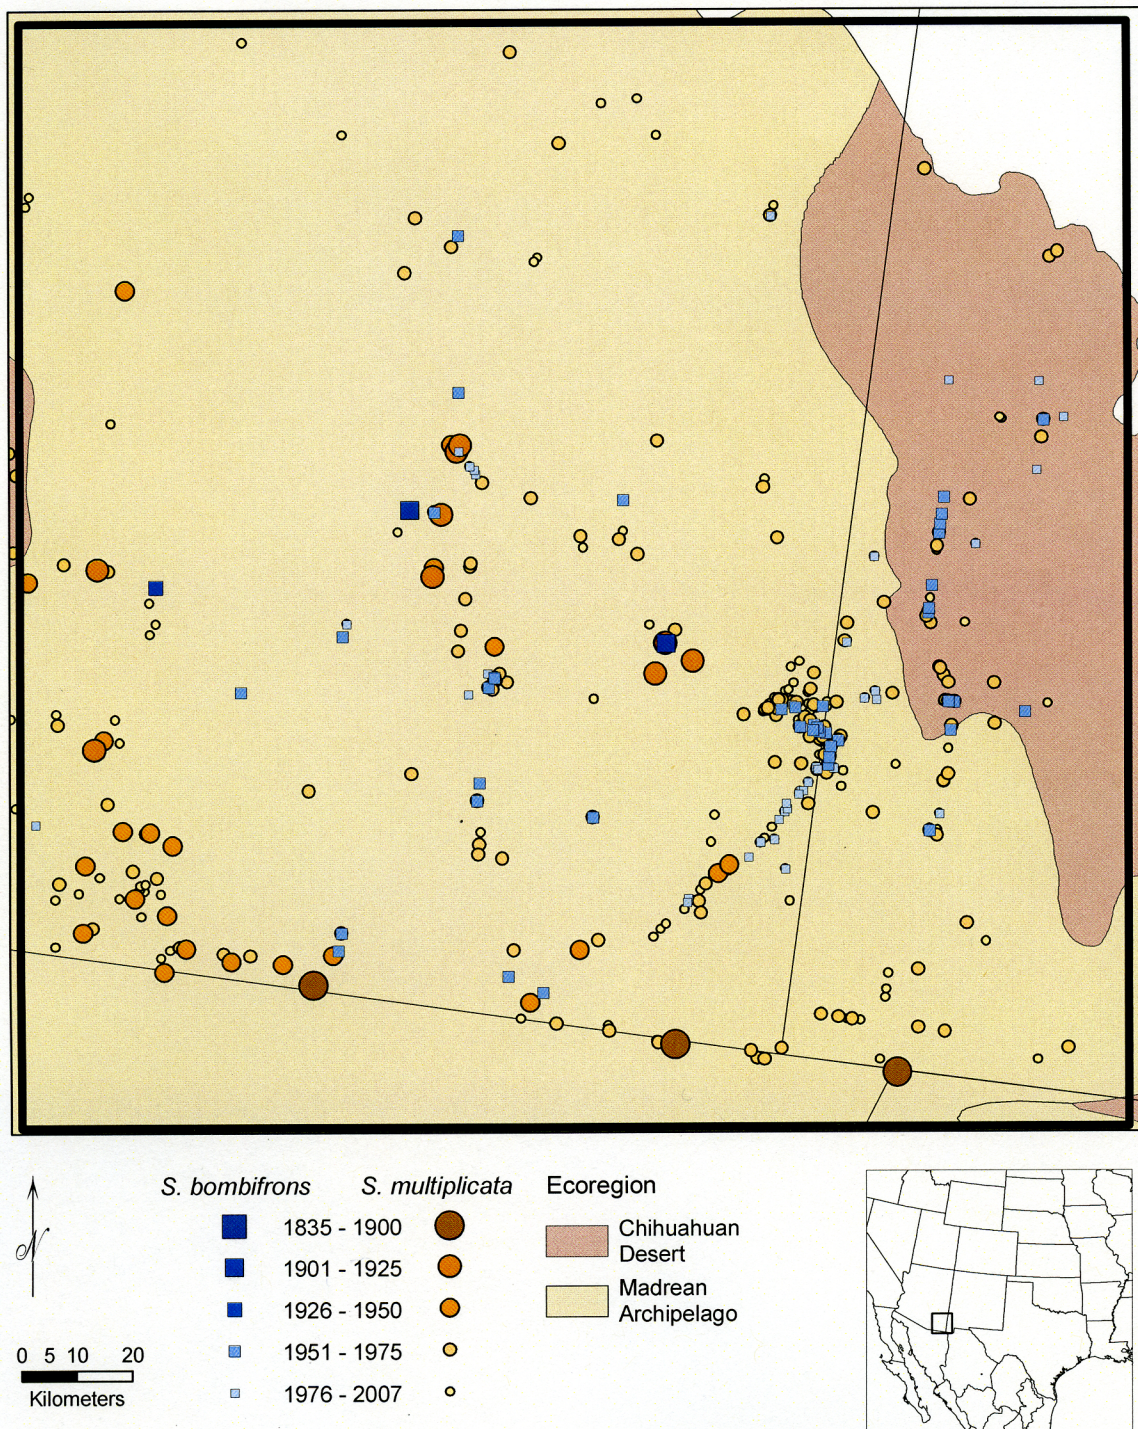 S. bombifrons S. multiplicata Ecoregion
1835 - 1900
1901 - 1925
1926 - 1950
1951 - 1975
1976 - 2007
Chihuahuan
Desert
Madrean
Archipelago
N
0 5 10 20
Kilometers